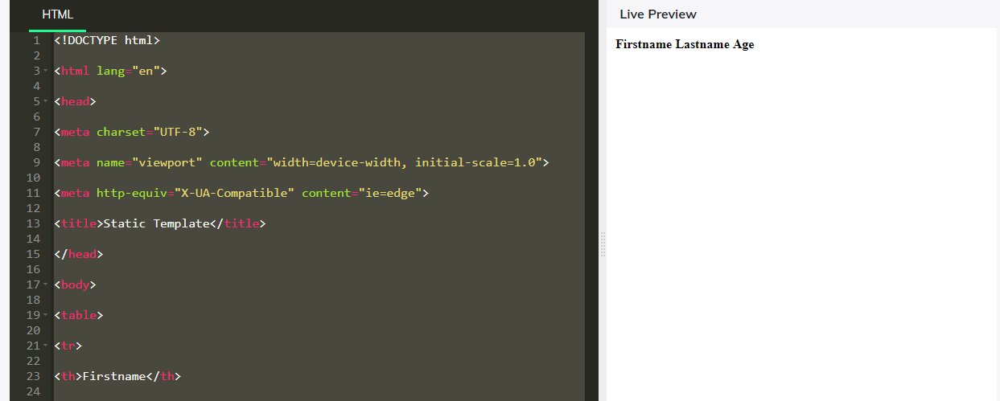 HTML
Live Preview
1 <!DOCTYPE html>
2
3 <html lang="en">
4
5 <head>
6
7 <meta charset="UTF-8">
8
9 <meta name="viewport" content="width=device-width, initial-scale=1.0">
10
11 <meta http-equiv="X-UA-Compatible" content="ie=edge">
12
13 <title>Static Template</title>
14
15 </head>
16
17 <body>
18
19 <table>
20
21 <tr>
22
23 <th>Firstname</th>
24
Firstname Lastname Age